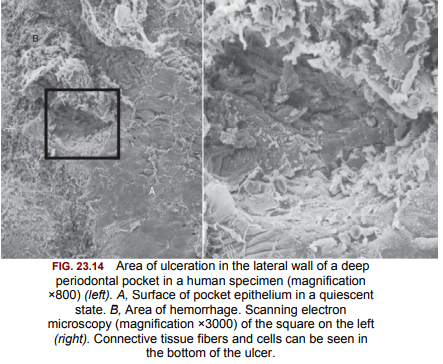 B
A
FIG. 23.14 Area of ulceration in the lateral wall of a deep
periodontal pocket in a human specimen (magnification
×800) (left). A, Surface of pocket epithelium in a quiescent
state. B, Area of hemorrhage. Scanning electron
microscopy (magnification ×3000) of the square on the left
(right). Connective tissue fibers and cells can be seen in
the bottom of the ulcer.